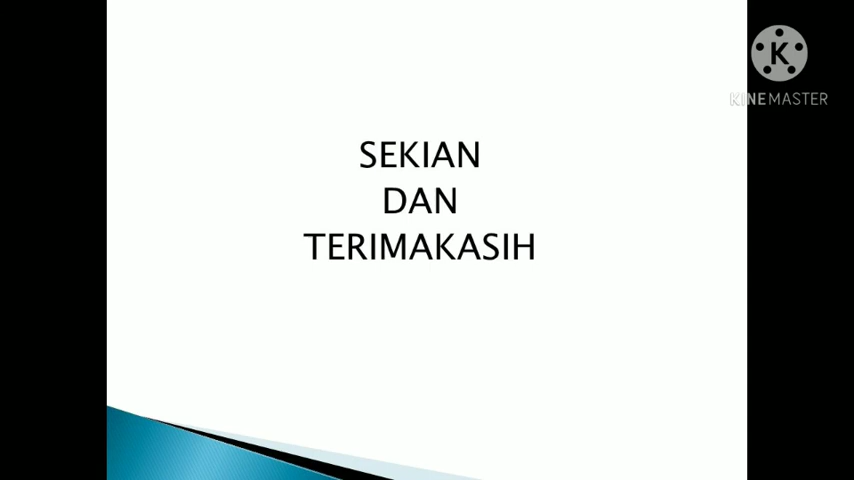 K
KINEMASTER
SEKIAN
DAN
TERIMAKASIH